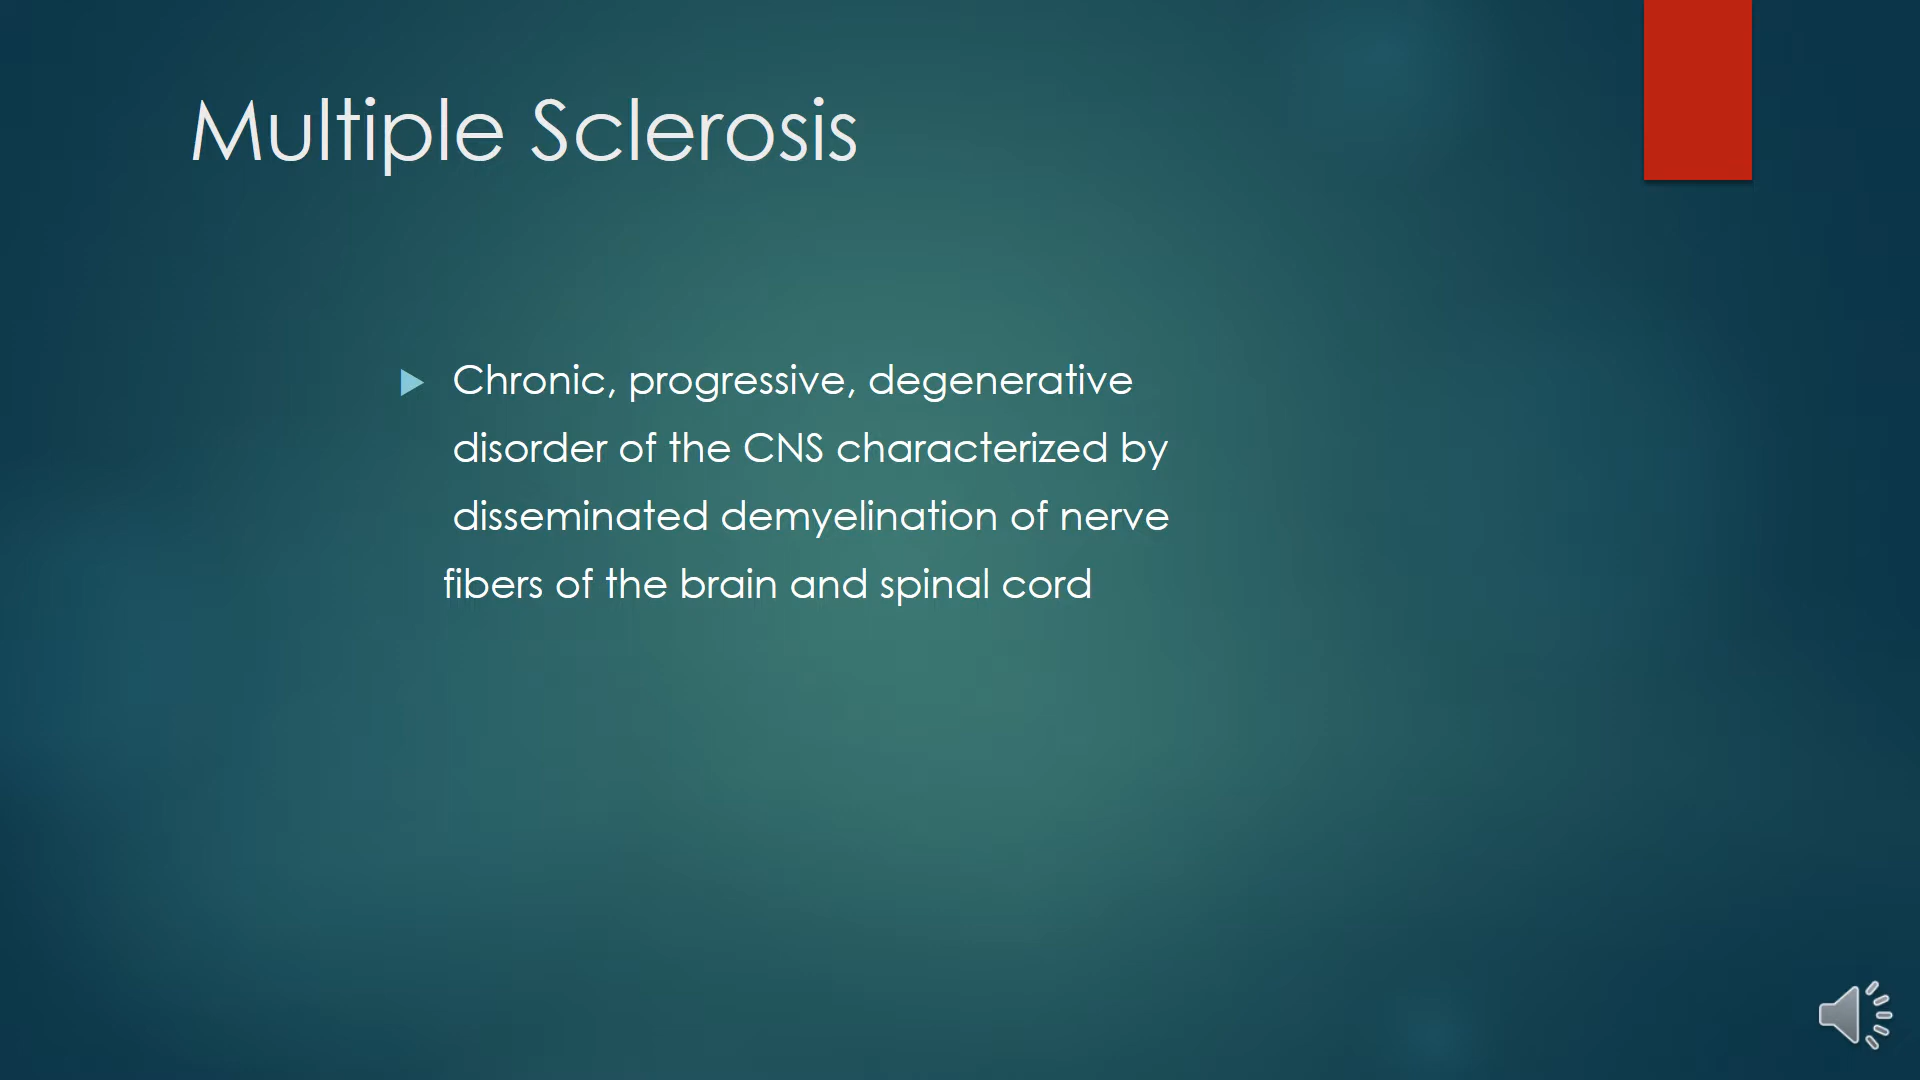 Multiple Sclerosis
Chronic, progressive, degenerative
disorder of the CNS characterized by
disseminated demyelination of nerve
fibers of the brain and spinal cord